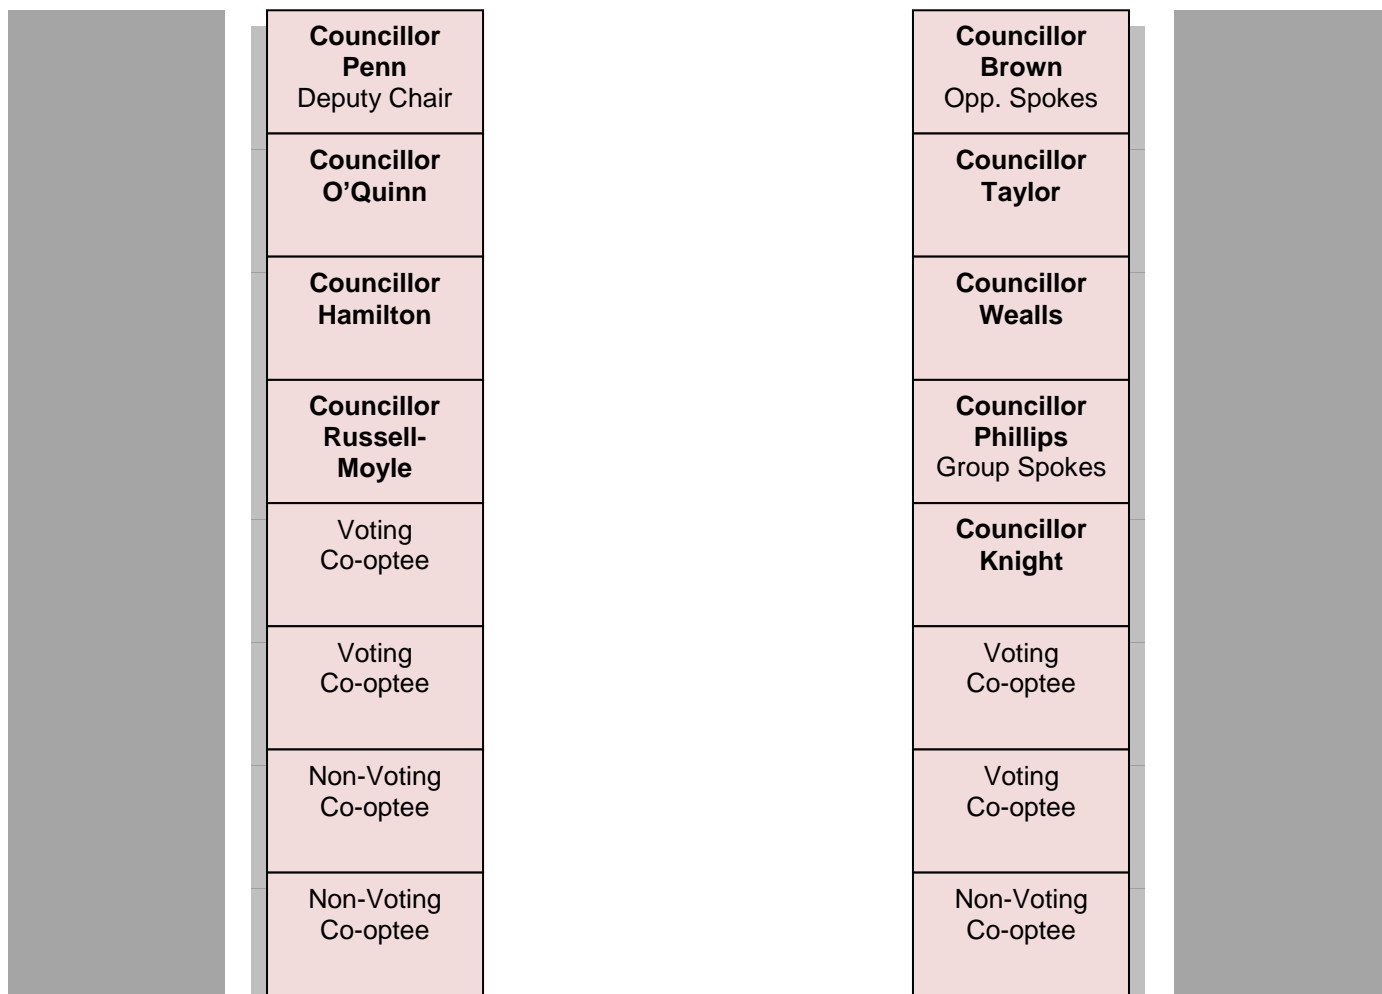 Councillor
Penn
Deputy Chair
Councillor
O’Quinn
Councillor
Hamilton
Councillor
Russell-
Moyle
Voting
Co-optee
Voting
Co-optee
Non-Voting
Co-optee
Non-Voting
Co-optee
Councillor
Brown
Opp. Spokes
Councillor
Taylor
Councillor
Wealls
Councillor
Phillips
Group Spokes
Councillor
Knight
Voting
Co-optee
Voting
Co-optee
Non-Voting
Co-optee